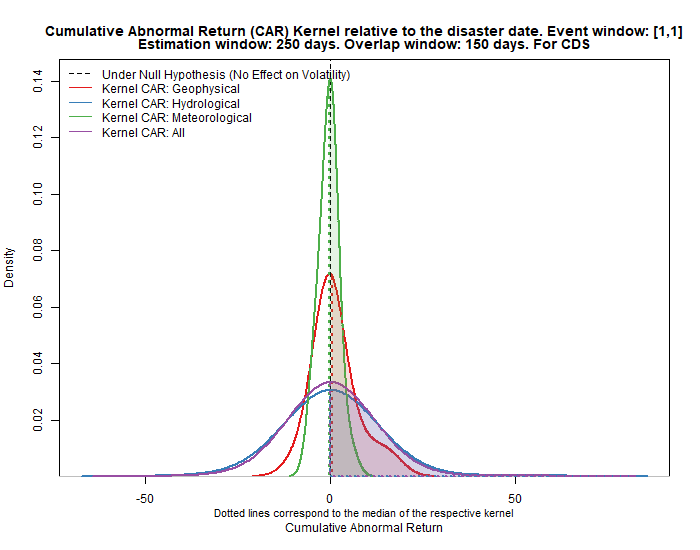 Cumulative Abnormal Return (CAR) Kernel relative to the disaster date. Event window: [1,1]
Estimation window: 250 days. Overlap window: 150 days. For CDS
Under Null Hypothesis (No Effect on Volatility)
Kernel CAR: Geophysical
Kernel CAR: Hydrological
Kernel CAR: Meteorological
Kernel CAR: All
Density
0.14
0.12
0.10
0.08
0.06
0.04
0.02
-50 0 50
Dotted lines correspond to the median of the respective kernel
Cumulative Abnormal Return